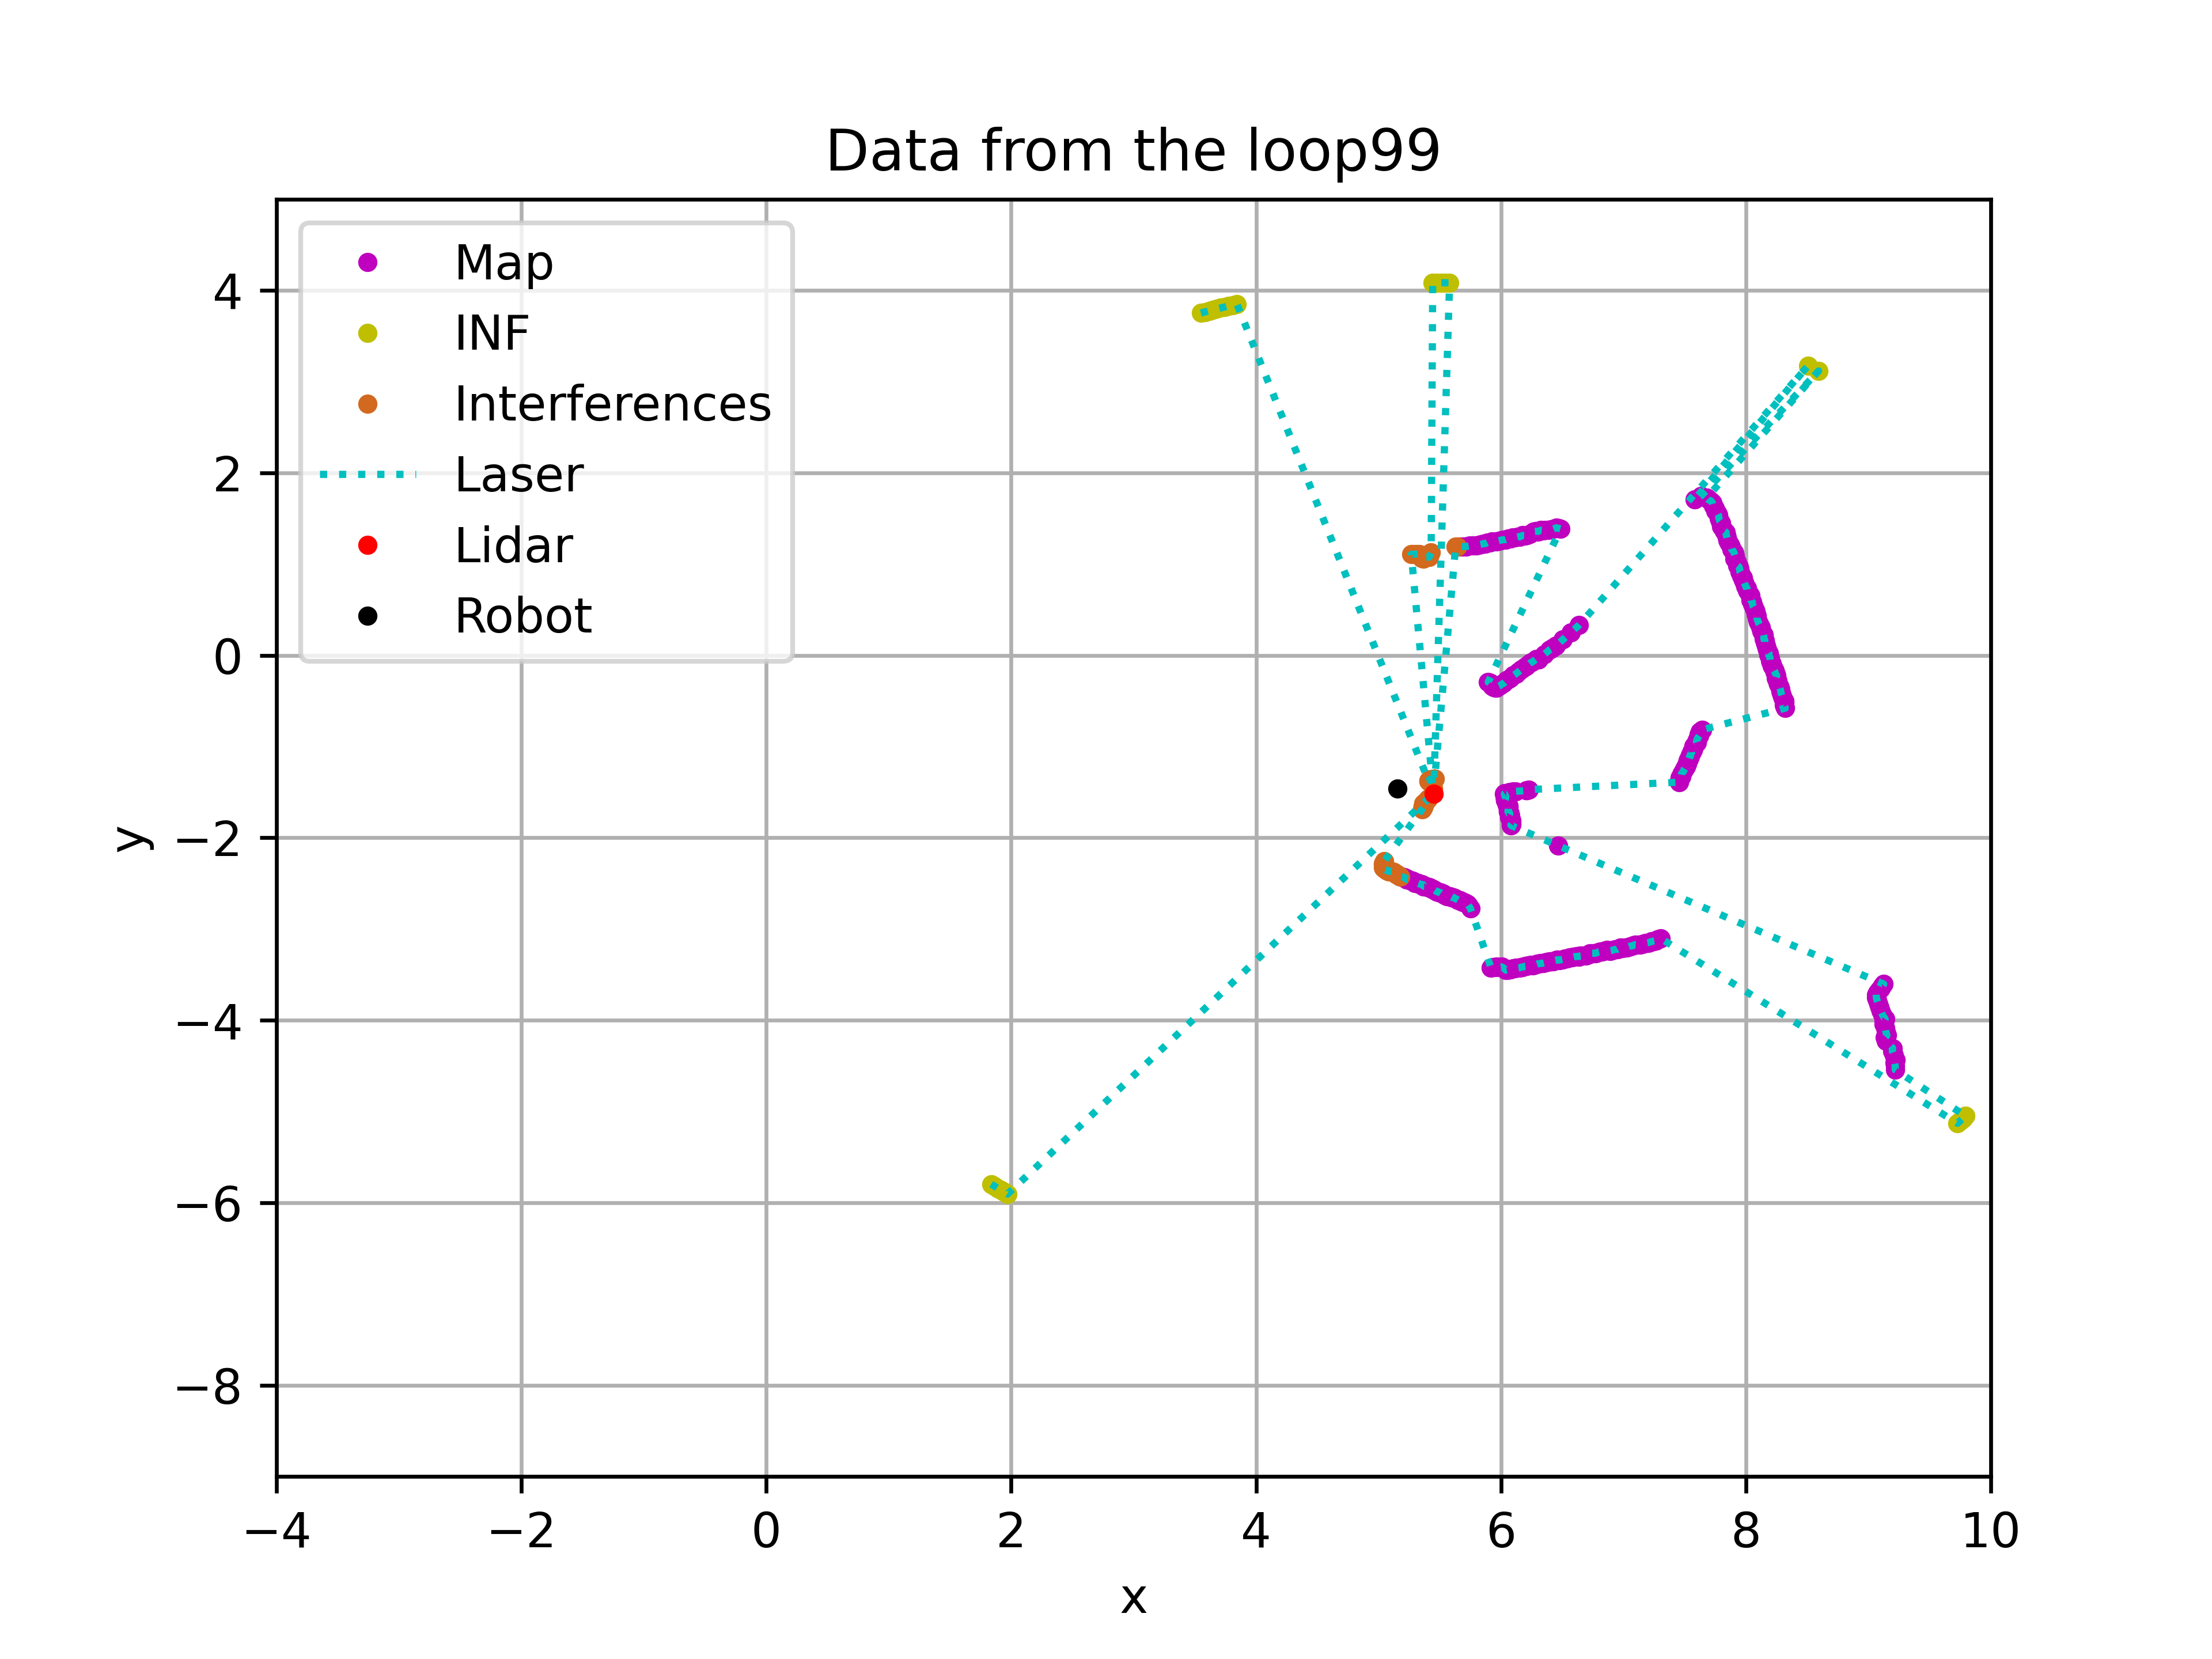 Data from the loop99
Map
INF
Interferences
Laser
Lidar
Robot
4
2
0
−2
−4
−6
−8
y
−4 −2 0 2 4 6 8 10
x